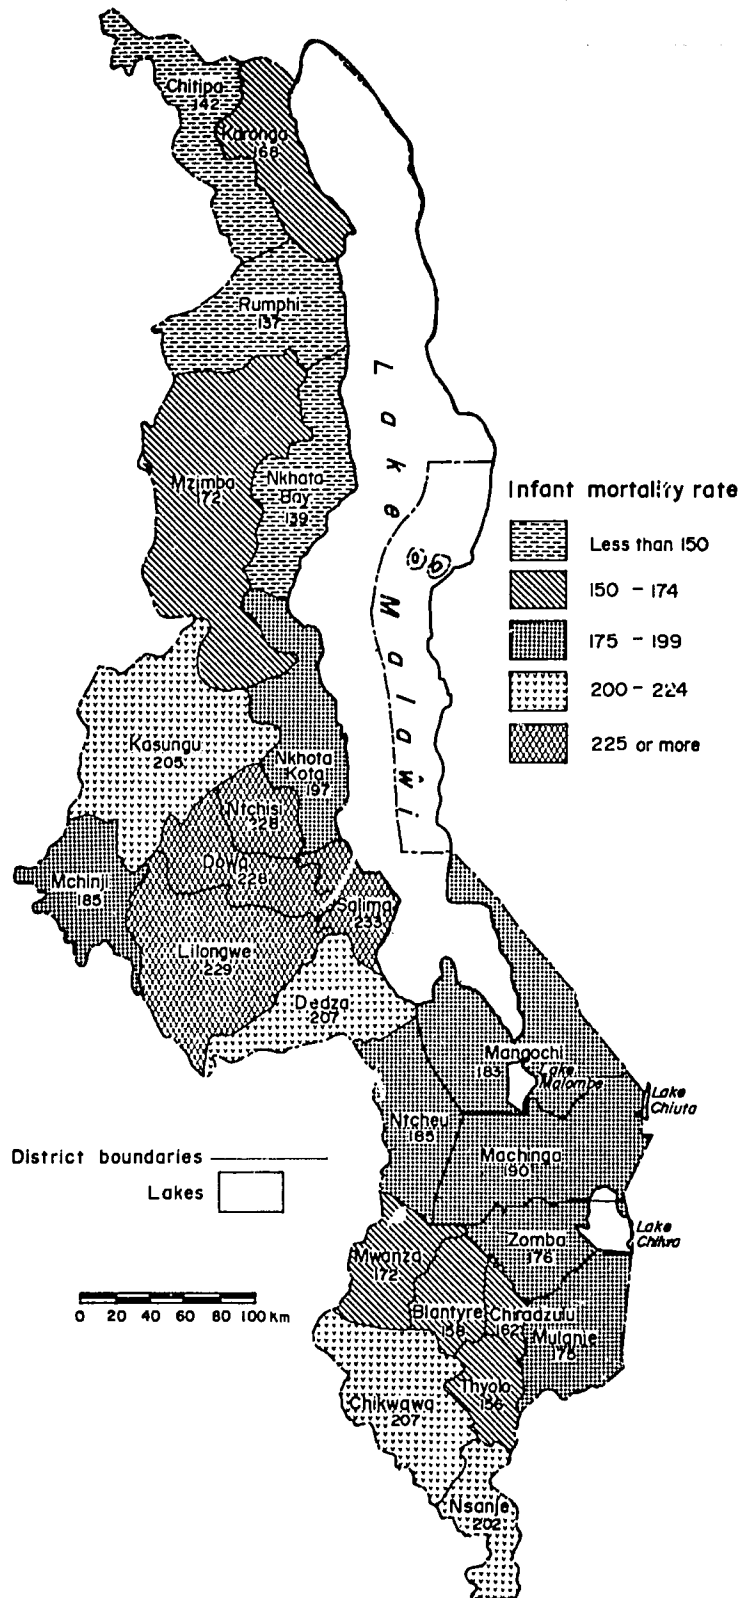 Chitipa
142
Karonga
168
Rumphi
137
Lake Malawi
Mzimba
172
Nkhata
Bay
139
Infant mortality rate
Less than 150
150 - 174
175 - 199
200 - 224
225 or more
Kasungu
205
Nkhota
Kota
197
Ntchis
228
Dowa
228
Mchinji
185
Salima
233
Lilongwe
229
Dedza
207
Mangochi
183
Lake
Malombe
Lake
Chiuta
Ntcheu
185
Machinga
190
District boundaries
Lakes
Zomba
176
Lake
Mwanza
172
0 20 40 60 80 100 Km
Blantyre
158
Chiradzulu
162
Mulanje
Thyolo
156
Chikwawa
207
Nsanje
202